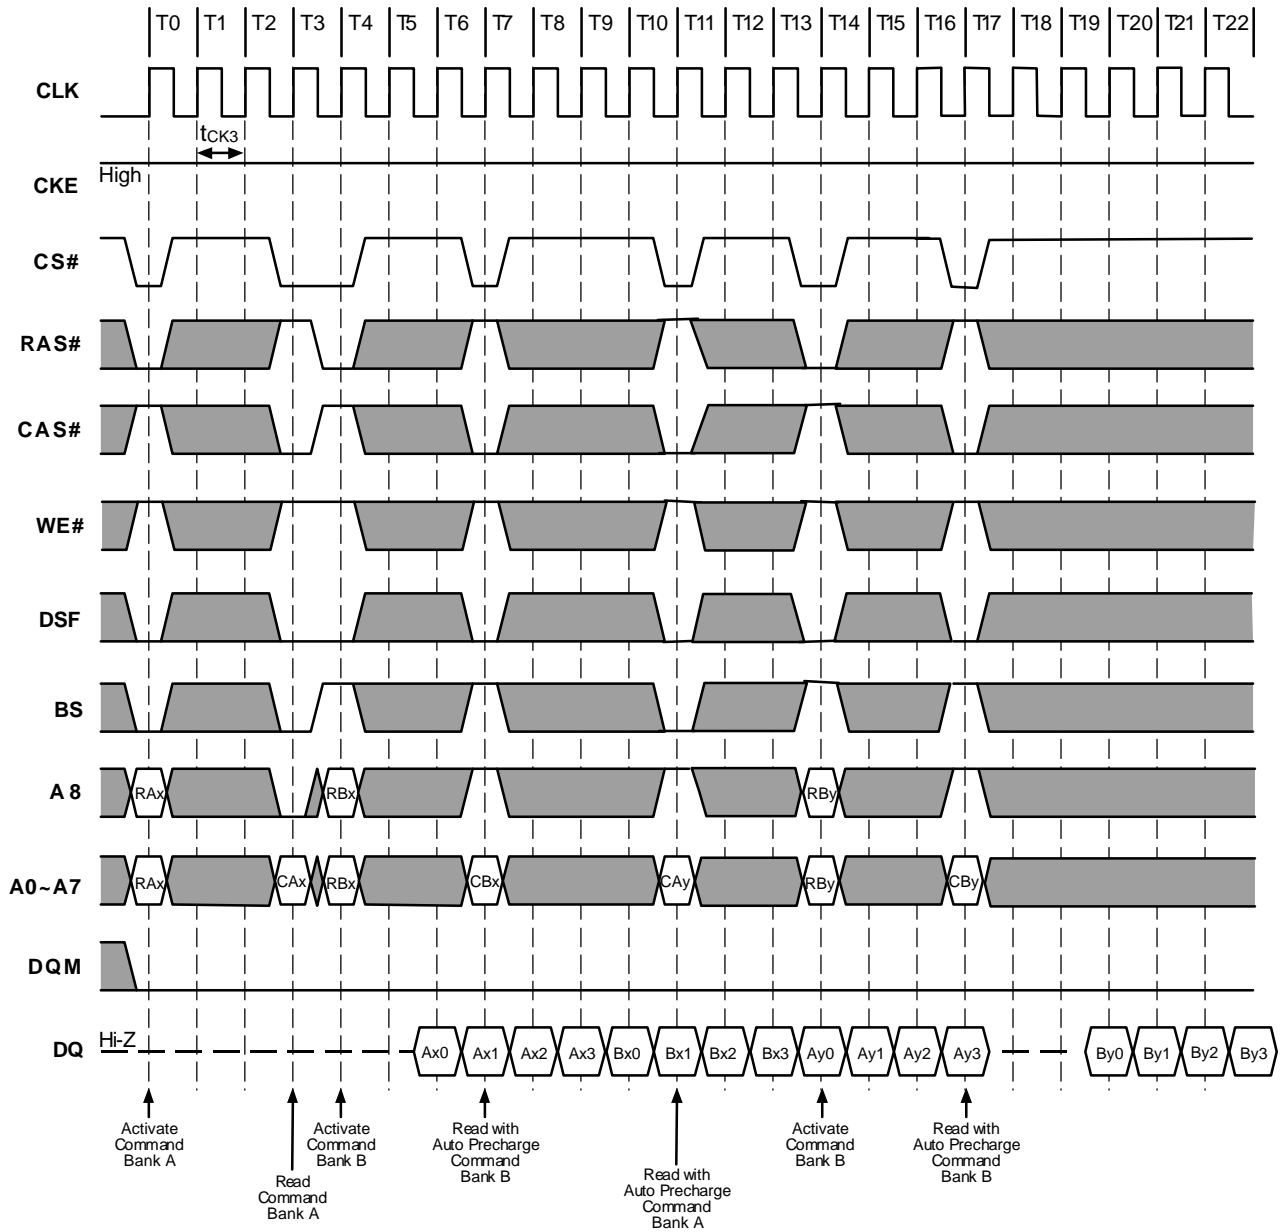 T0 T1 T2 T3 T4 T5 T6 T7 T8 T9 T10 T11 T12 T13 T14 T15 T16 T17 T18 T19 T20 T21 T22
CLK
tCK3
High
CKE
CS#
RAS#
CAS#
WE#
DSF
BS
A8 RAx RBx RBy
A0~A7 RAx CAx RBx CBx CAy RBy CBy
DQM
Hi-Z
DQ Ax0 Ax1 Ax2 Ax3 Bx0 Bx1 Bx2 Bx3 Ay0 Ay1 Ay2 Ay3 By0 By1 By2 By3
Activate
Command
Bank A
Read
Command
Bank A
Activate
Command
Bank B
Read with
Auto Precharge
Command
Bank B
Read with
Auto Precharge
Command
Bank A
Activate
Command
Bank B
Read with
Auto Precharge
Command
Bank B